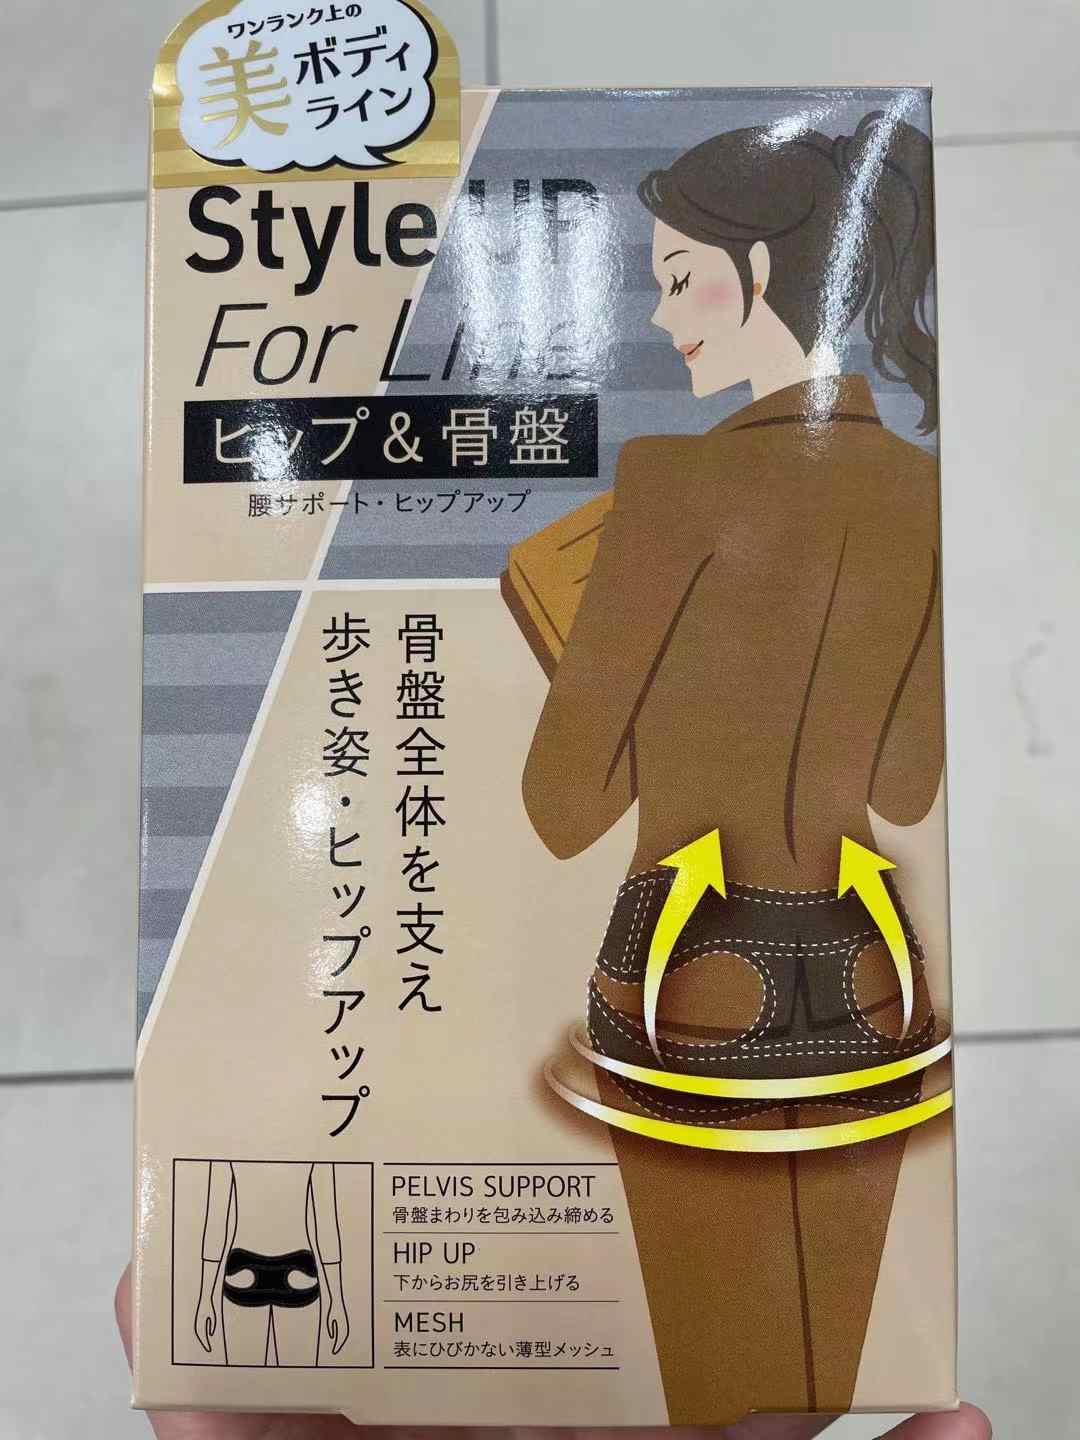 ワンランク上の
美ボディ
ライン
Style UP
For Line
ヒップ&骨盤
腰サポート・ヒップアップ
骨盤全体を支え
歩き姿・ヒップアップ
PELVIS SUPPORT
骨盤まわりを包み込み締める
HIP UP
下からお尻を引き上げる
MESH
表にひびかない薄型メッシュ